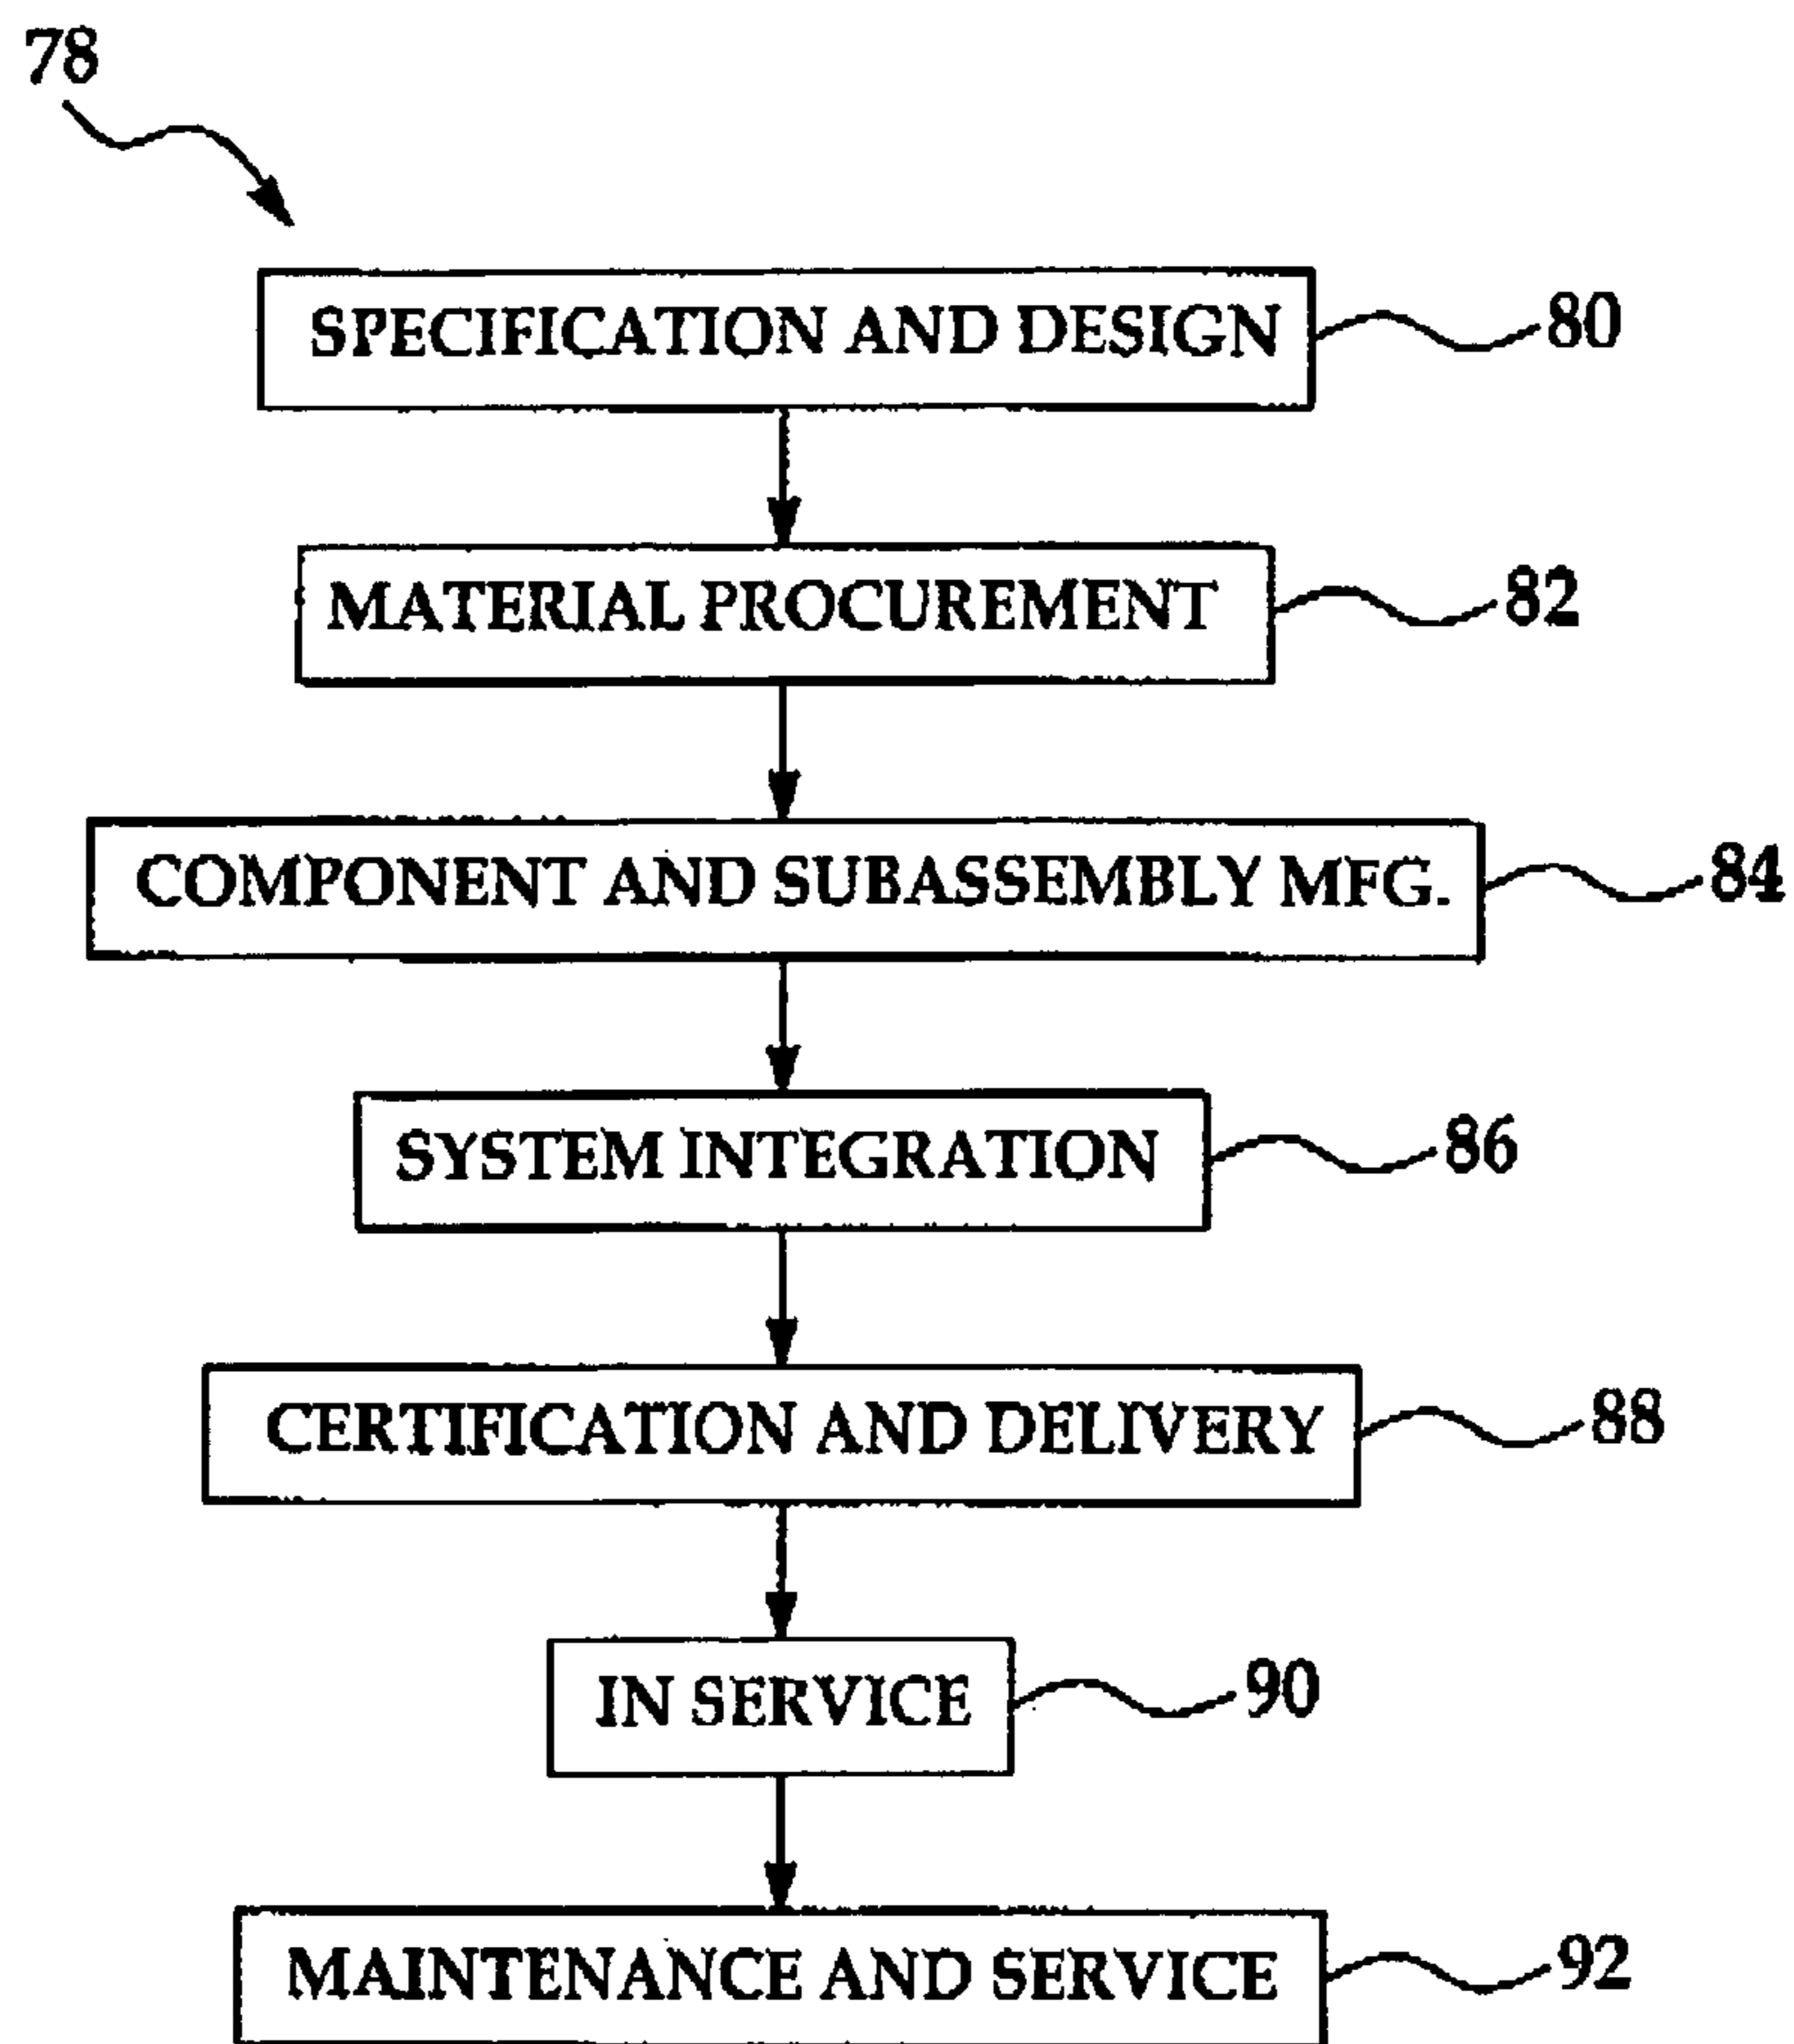 78
SPECIFICATION AND DESIGN 80
MATERIAL PROCUREMENT 82
COMPONENT AND SUBASSEMBLY MFG. 84
SYSTEM INTEGRATION 86
CERTIFICATION AND DELIVERY 88
IN SERVICE 90
MAINTENANCE AND SERVICE 92